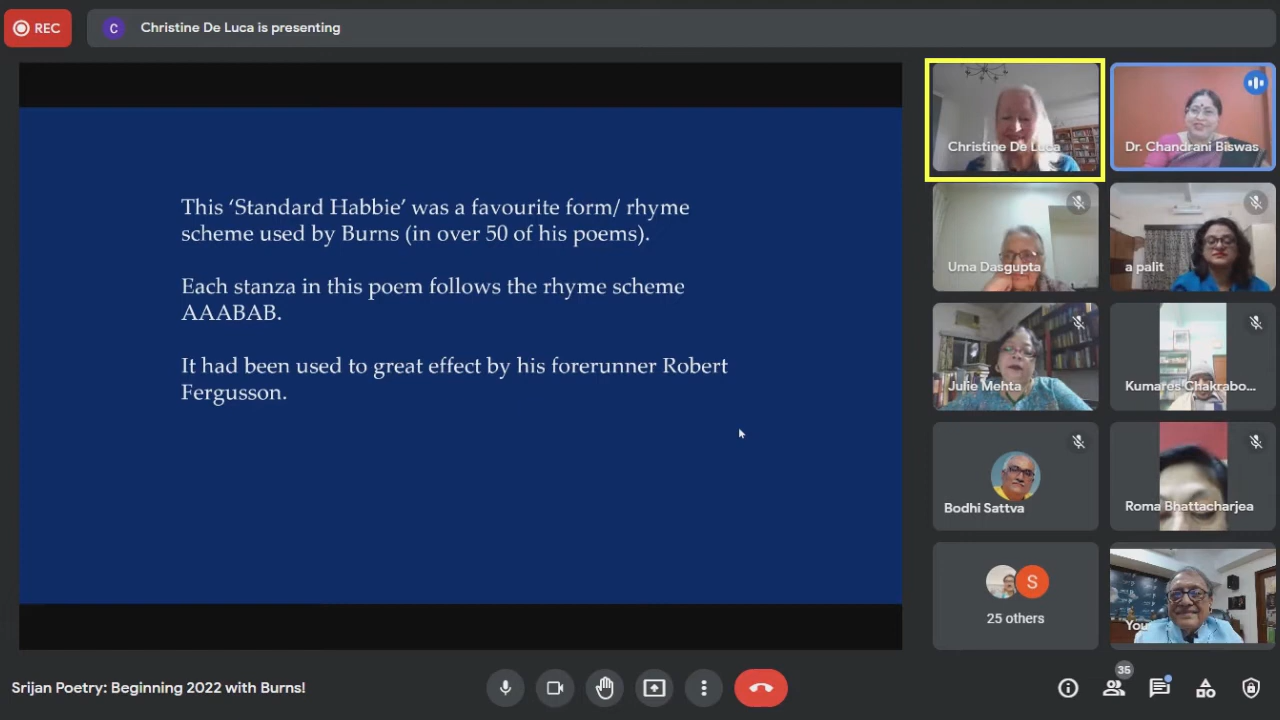 REC
C
Christine De Luca is presenting
This ‘Standard Habbie’ was a favourite form/ rhyme
scheme used by Burns (in over 50 of his poems).
Each stanza in this poem follows the rhyme scheme
AAABAB.
It had been used to great effect by his forerunner Robert
Fergusson.
Christine De Luca
Dr. Chandrani Biswas
Uma Dasgupta
a palit
Julie Mehta
Kumares Chakrabo...
Bodhi Sattva
Roma Bhattacharjea
S
25 others
You
Srijan Poetry: Beginning 2022 with Burns!
35